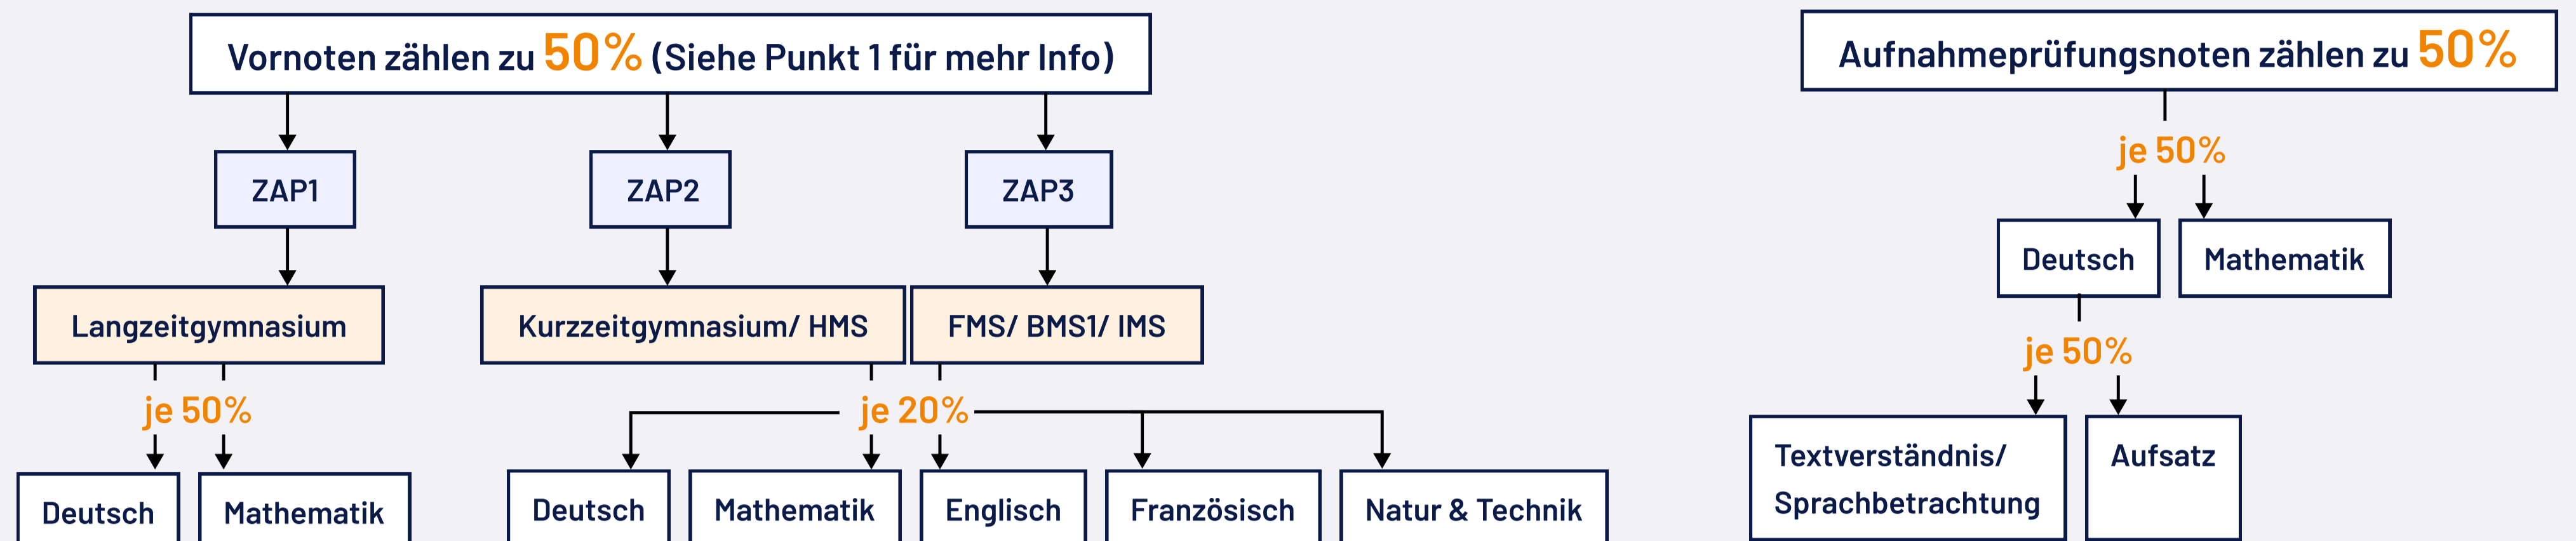 Vornoten zählen zu 50% (Siehe Punkt 1 für mehr Info)
ZAP1
ZAP2
ZAP3
Langzeitgymnasium
Kurzzeitgymnasium/ HMS
FMS/ BMS1/ IMS
je 50%
je 20%
Deutsch
Mathematik
Deutsch
Mathematik
Englisch
Französisch
Natur & Technik
Aufnahmeprüfungsnoten zählen zu 50%
je 50%
Deutsch
Mathematik
je 50%
Textverständnis/
Sprachbetrachtung
Aufsatz